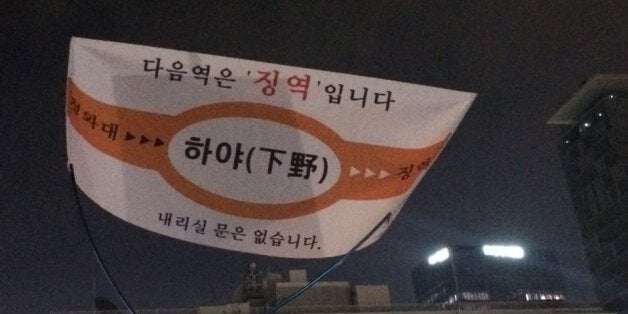 다음역은 '징역'입니다
청와대 ▶▶▶ 하야(下野) ▶▶▶ 징역
내리실 문은 없습니다.